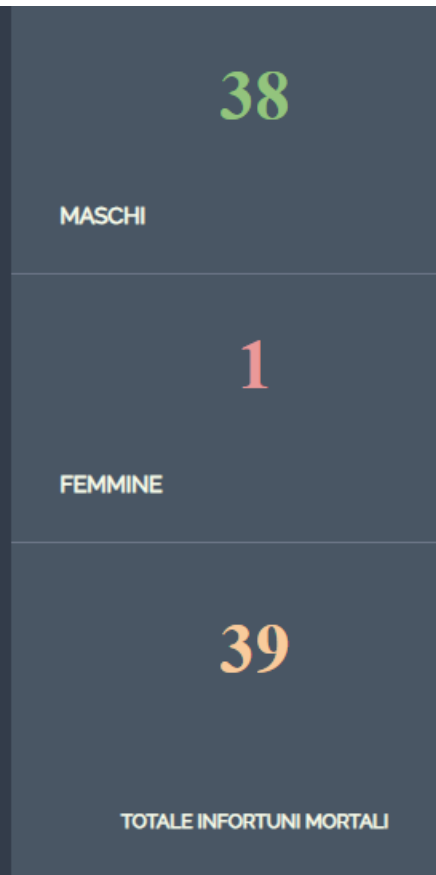 38
MASCHI
1
FEMMINE
39
TOTALE INFORTUNI MORTALI